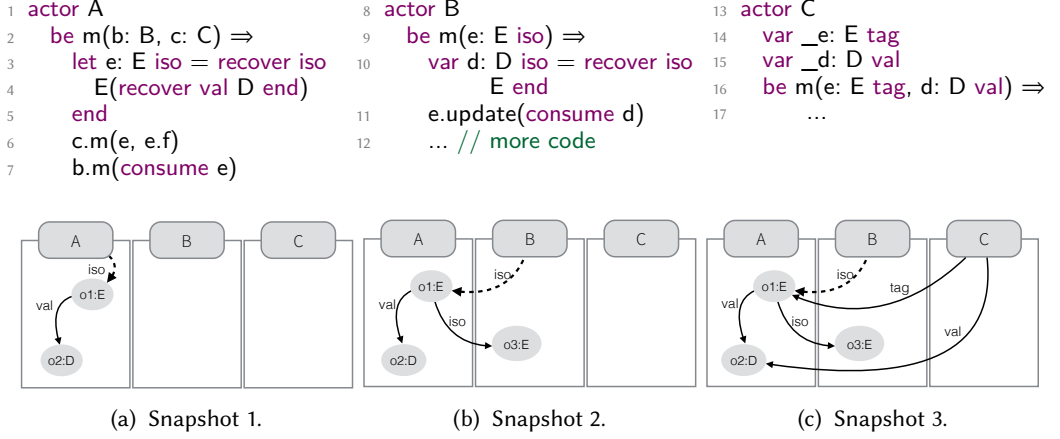 1 actor A
2 be m(b: B, c: C) ⇒
3 let e: E iso = recover iso
4 E(recover val D end)
5 end
6 c.m(e, e.f)
7 b.m(consume e)
8 actor B
9 be m(e: E iso) ⇒
10 var d: D iso = recover iso
E end
11 e.update(consume d)
12 ... // more code
13 actor C
14 var _e: E tag
15 var _d: D val
16 be m(e: E tag, d: D val) ⇒
17 ...
A B C
iso
o1:E
val
o2:D
(a) Snapshot 1.
A B C
iso
o1:E
val
iso
o3:E
o2:D
(b) Snapshot 2.
A B C
iso
o1:E
tag
val
iso
val
o3:E
o2:D
(c) Snapshot 3.